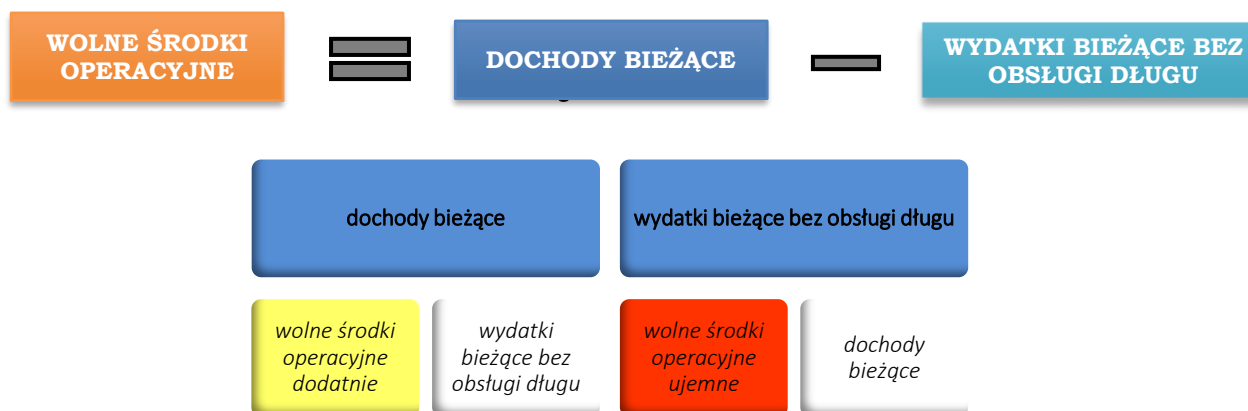 WOLNE ŚRODKI
OPERACYJNE
DOCHODY BIEŻĄCE
WYDATKI BIEŻĄCE BEZ
OBSŁUGI DŁUGU
dochody bieżące
wydatki bieżące bez obsługi długu
wolne środki
operacyjne
dodatnie
wydatki
bieżące bez
obsługi długu
wolne środki
operacyjne
ujemne
dochody
bieżące